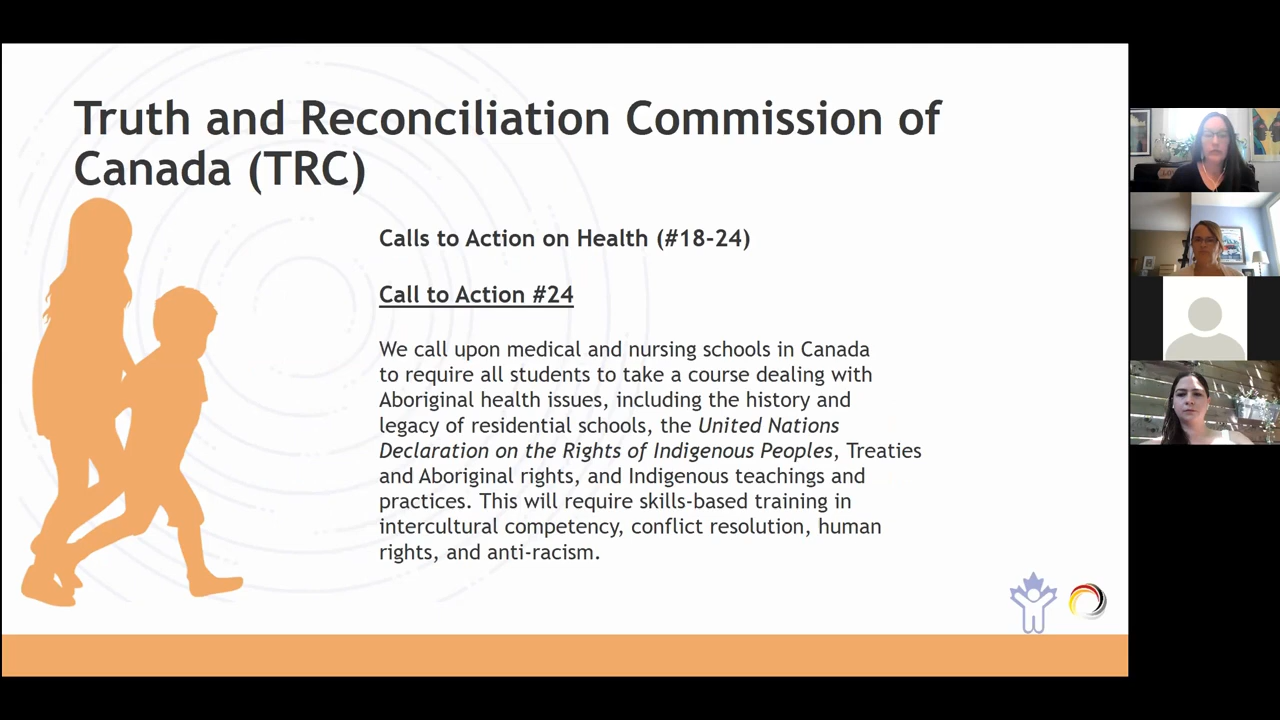 Truth and Reconciliation Commission of
Canada (TRC)
Calls to Action on Health (#18-24)
Call to Action #24
We call upon medical and nursing schools in Canada
to require all students to take a course dealing with
Aboriginal health issues, including the history and
legacy of residential schools, the United Nations
Declaration on the Rights of Indigenous Peoples, Treaties
and Aboriginal rights, and Indigenous teachings and
practices. This will require skills-based training in
intercultural competency, conflict resolution, human
rights, and anti-racism.